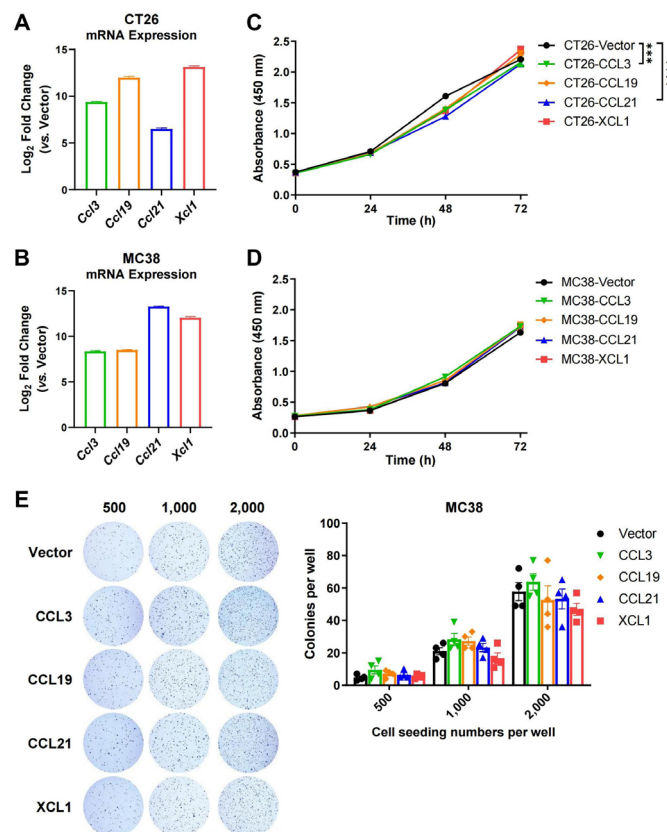 A
CT26
mRNA Expression
Log2 Fold Change
(vs. Vector)
15
10
5
0
Ccl3
Ccl19
Ccl21
Xcl1
C
Absorbance (450 nm)
2.5
2.0
1.5
1.0
0.5
0.0
0
24
48
72
Time (h)
CT26-Vector
CT26-CCL3
CT26-CCL19
CT26-CCL21
CT26-XCL1
***
B
MC38
mRNA Expression
Log2 Fold Change
(vs. Vector)
15
10
5
0
Ccl3
Ccl19
Ccl21
Xcl1
D
Absorbance (450 nm)
2.5
2.0
1.5
1.0
0.5
0.0
0
24
48
72
Time (h)
MC38-Vector
MC38-CCL3
MC38-CCL19
MC38-CCL21
MC38-XCL1
E
500
1,000
2,000
Vector
CCL3
CCL19
CCL21
XCL1
MC38
Colonies per well
100
80
60
40
20
0
500
1,000
2,000
Cell seeding numbers per well
Vector
CCL3
CCL19
CCL21
XCL1